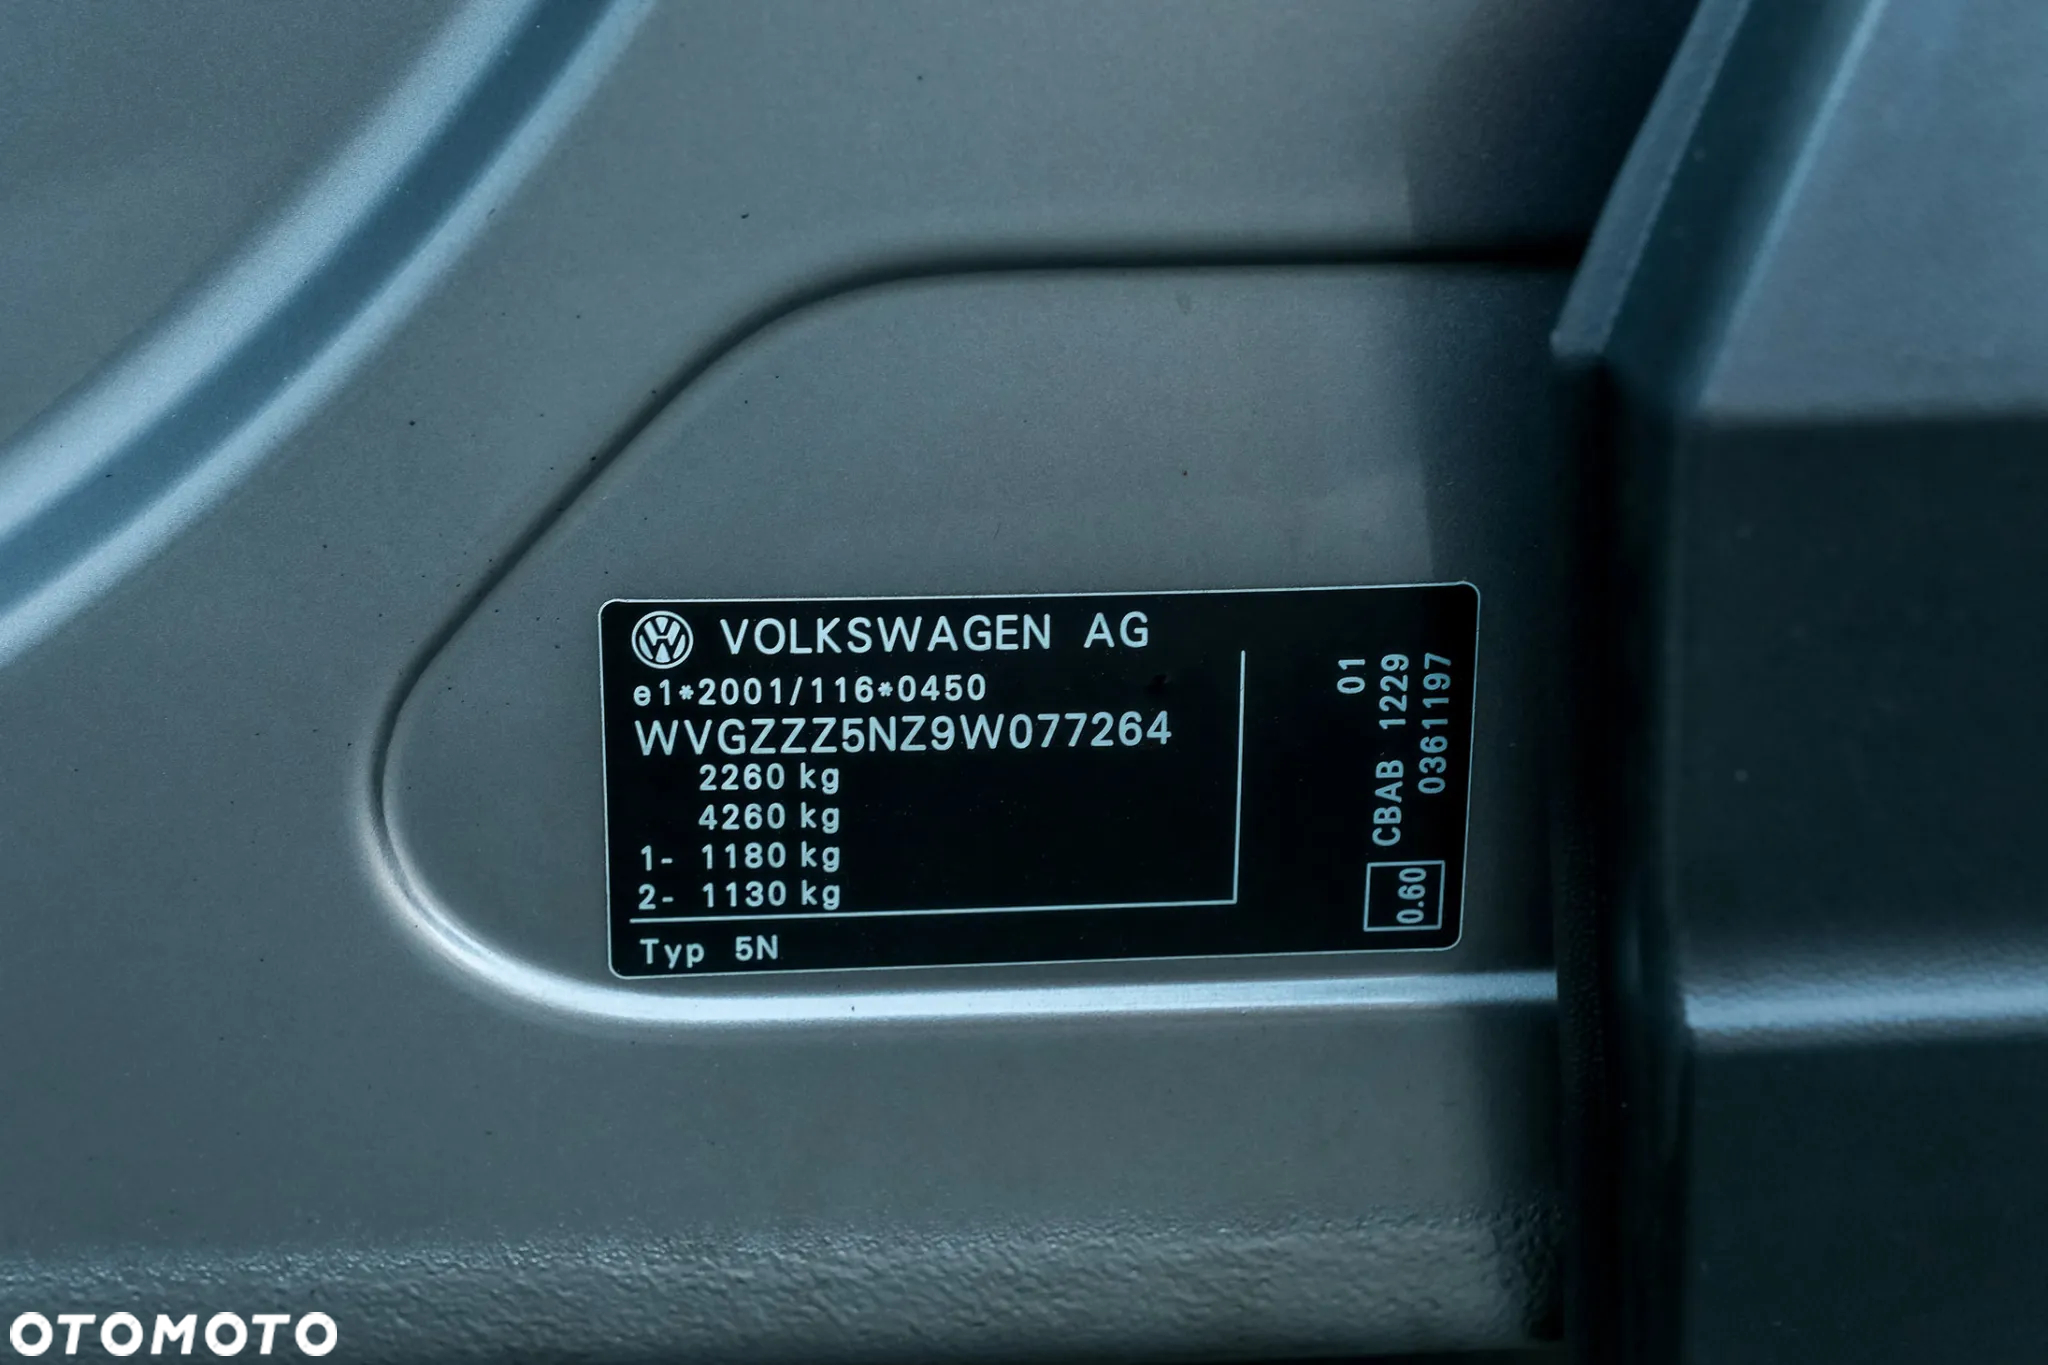 VOLKSWAGEN AG
e1*2001/116*0450
WVGZZZ5NZ9W077264
2260 kg
4260 kg
1- 1180 kg
2- 1130 kg
Typ 5N
01
CBAB 1229
0361197
0.60
OTOMOTO